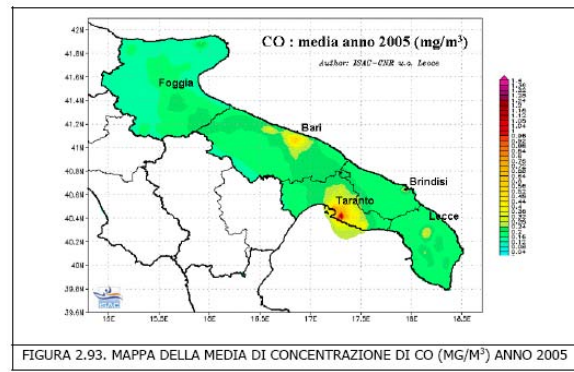 CO : media anno 2005 (mg/m³)
Author: ISAC-CNR u.o. Lecce
42N
41.8N
41.6N
41.4N
41.2N
41N
40.8N
40.6N
40.4N
40.2N
40N
39.8N
39.6N
Foggia
Bari
Brindisi
Taranto
Lecce
ISAC
15E
15.5E
16E
16.5E
17E
17.5E
18E
18.5E
FIGURA 2.93. MAPPA DELLA MEDIA DI CONCENTRAZIONE DI CO (MG/M³) ANNO 2005